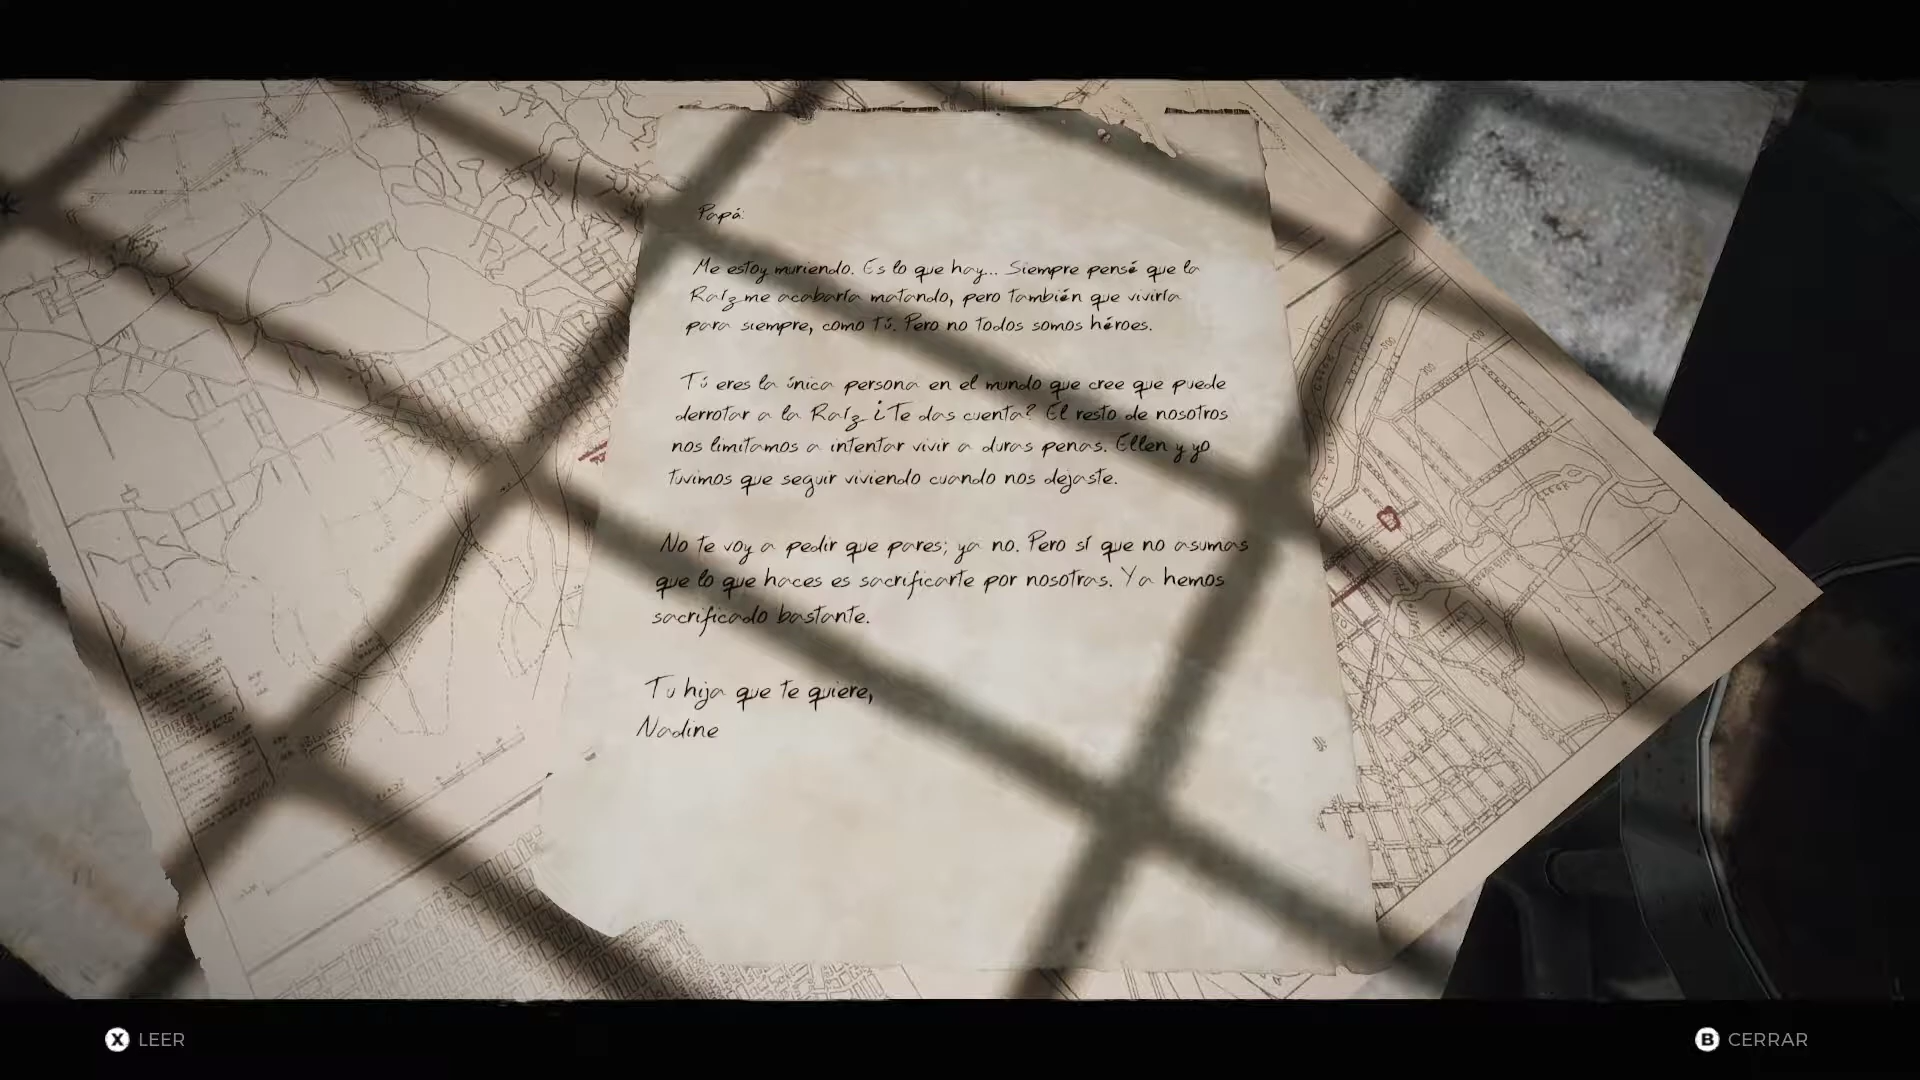 Papá:
Me estoy muriendo. Es lo que hay... Siempre pensé que la
Raíz me acabaría matando, pero también que viviría
para siempre, como tú. Pero no todos somos héroes.
Tú eres la única persona en el mundo que cree que puede
derrotar a la Raíz ¿Te das cuenta? El resto de nosotros
nos limitamos a intentar vivir a duras penas. Ellen y yo
tuvimos que seguir viviendo cuando nos dejaste.
No te voy a pedir que pares; ya no. Pero sí que no asumas
que lo que haces es sacrificarte por nosotras. Ya hemos
sacrificado bastante.
Tu hija que te quiere,
Nadine
X LEER
B CERRAR